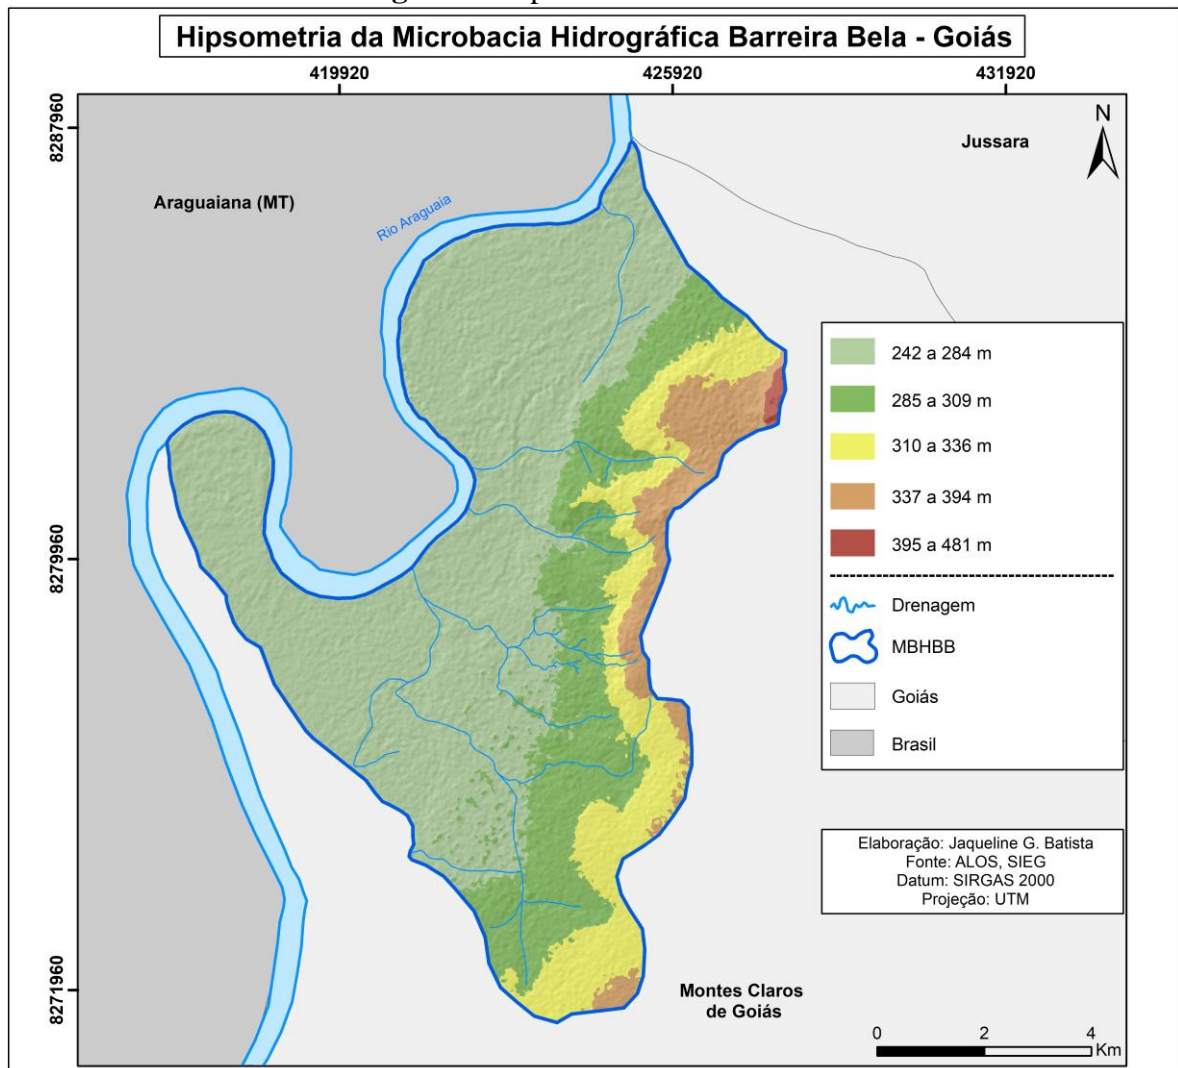 Hipsometria da Microbacia Hidrográfica Barreira Bela - Goiás
419920
425920
431920
8287960
8279960
8271960
N
Jussara
Araguaiana (MT)
Rio Araguaia
242 a 284 m
285 a 309 m
310 a 336 m
337 a 394 m
395 a 481 m
Drenagem
MBHBB
Goiás
Brasil
Elaboração: Jaqueline G. Batista
Fonte: ALOS, SIEG
Datum: SIRGAS 2000
Projeção: UTM
Montes Claros
de Goiás
0 2 4
Km